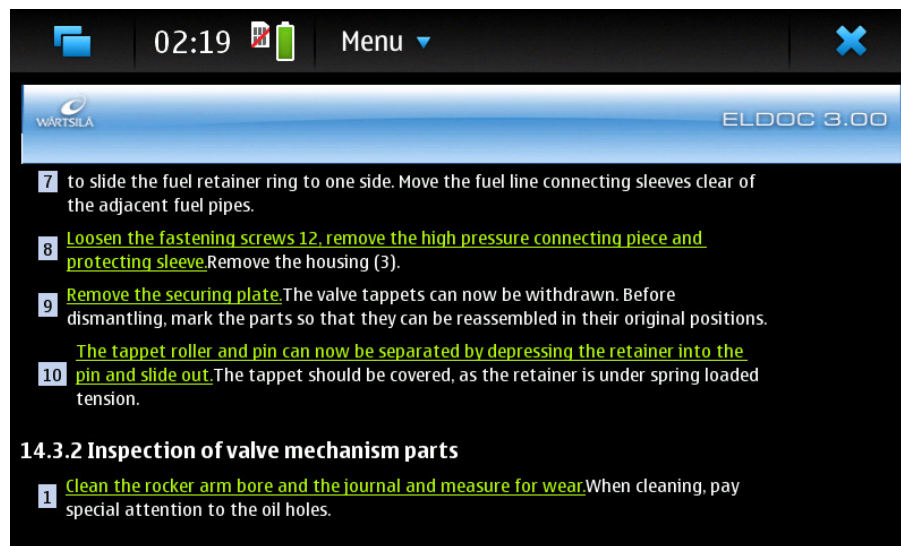 02:19 Menu
WÄRTSILÄ ELDOC 3.00
7 to slide the fuel retainer ring to one side. Move the fuel line connecting sleeves clear of
the adjacent fuel pipes.
8 Loosen the fastening screws 12, remove the high pressure connecting piece and
protecting sleeve.Remove the housing (3).
9 Remove the securing plate.The valve tappets can now be withdrawn. Before
dismantling, mark the parts so that they can be reassembled in their original positions.
10 The tappet roller and pin can now be separated by depressing the retainer into the
pin and slide out.The tappet should be covered, as the retainer is under spring loaded
tension.
14.3.2 Inspection of valve mechanism parts
1 Clean the rocker arm bore and the journal and measure for wear.When cleaning, pay
special attention to the oil holes.